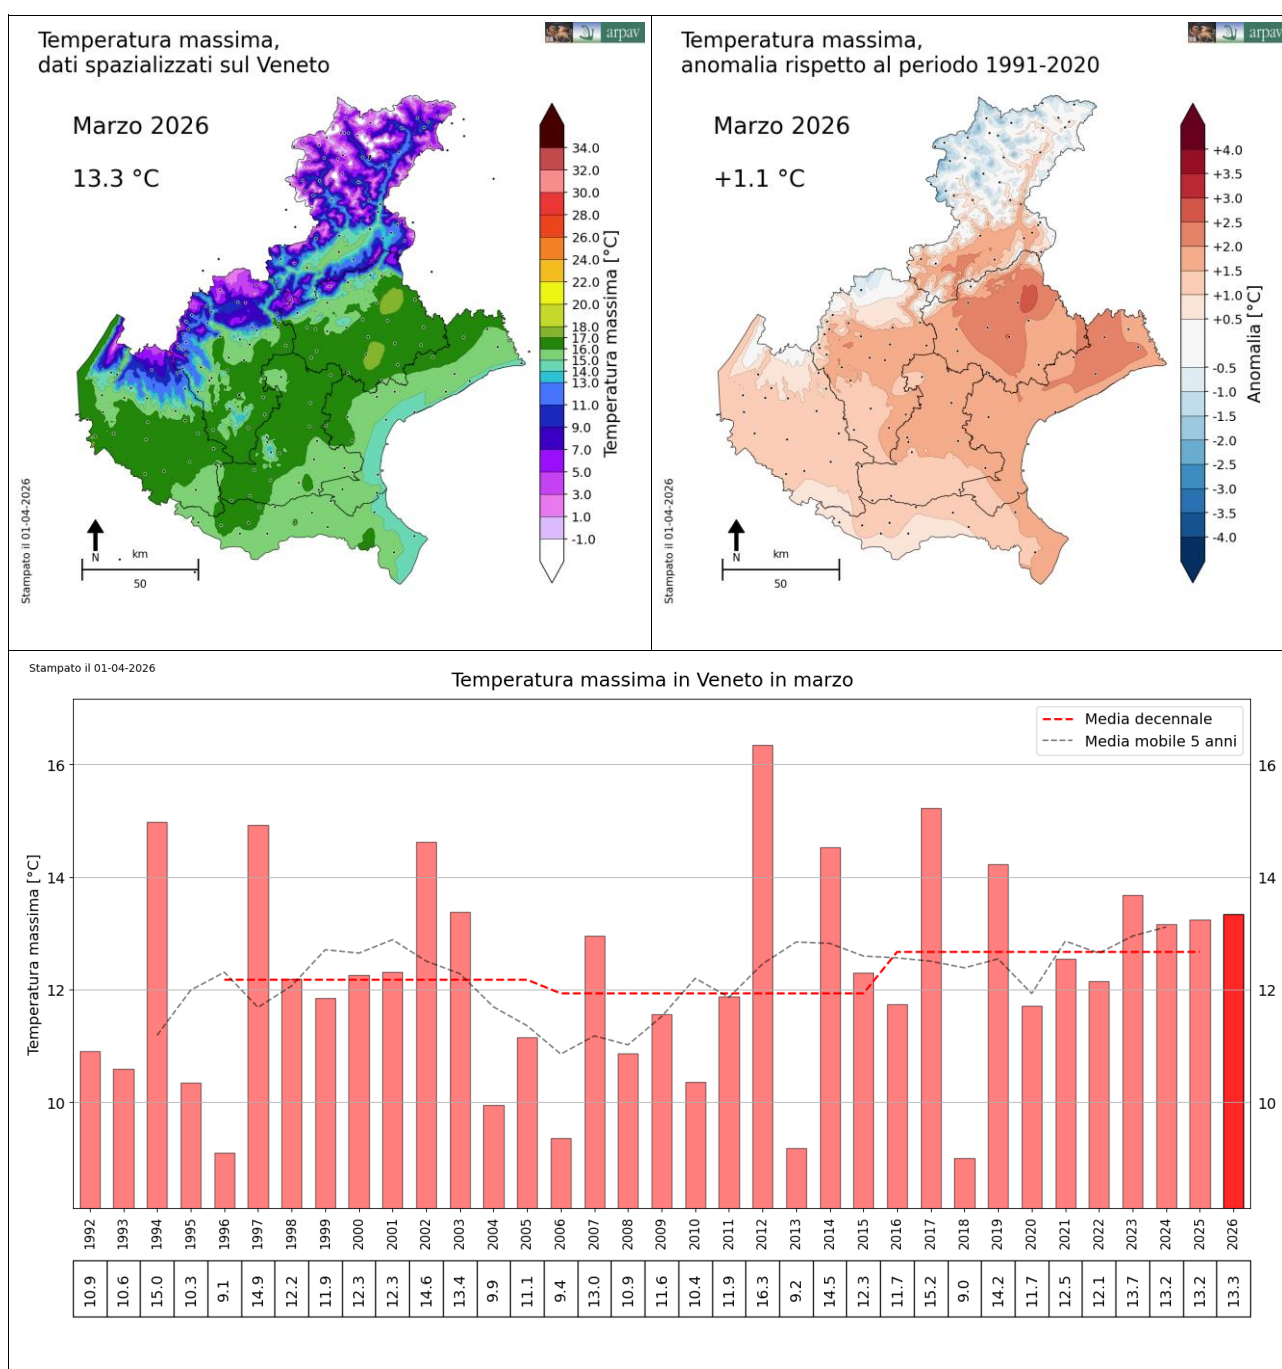 Temperatura massima,
dati spazializzati sul Veneto
arpav
Marzo 2026
13.3 °C
34.0
32.0
30.0
28.0
26.0
24.0
22.0
20.0
18.0
17.0
16.0
15.0
14.0
13.0
11.0
9.0
7.0
5.0
3.0
1.0
-1.0
Temperatura massima [°C]
Stampato il 01-04-2026
N
km
50
Temperatura massima,
anomalia rispetto al periodo 1991-2020
arpav
Marzo 2026
+1.1 °C
+4.0
+3.5
+3.0
+2.5
+2.0
+1.5
+1.0
+0.5
-0.5
-1.0
-1.5
-2.0
-2.5
-3.0
-3.5
-4.0
Anomalia [°C]
Stampato il 01-04-2026
N
km
50
Stampato il 01-04-2026
Temperatura massima in Veneto in marzo
Media decennale
Media mobile 5 anni
Temperatura massima [°C]
16 16
14 14
12 12
10 10
1992 1993 1994 1995 1996 1997 1998 1999 2000 2001 2002 2003 2004 2005 2006 2007 2008 2009 2010 2011 2012 2013 2014 2015 2016 2017 2018 2019 2020 2021 2022 2023 2024 2025 2026
10.9 10.6 15.0 10.3 9.1 14.9 12.2 11.9 12.3 12.3 14.6 13.4 9.9 11.1 9.4 13.0 10.9 11.6 10.4 11.9 16.3 9.2 14.5 12.3 11.7 15.2 9.0 14.2 11.7 12.5 12.1 13.7 13.2 13.2 13.3